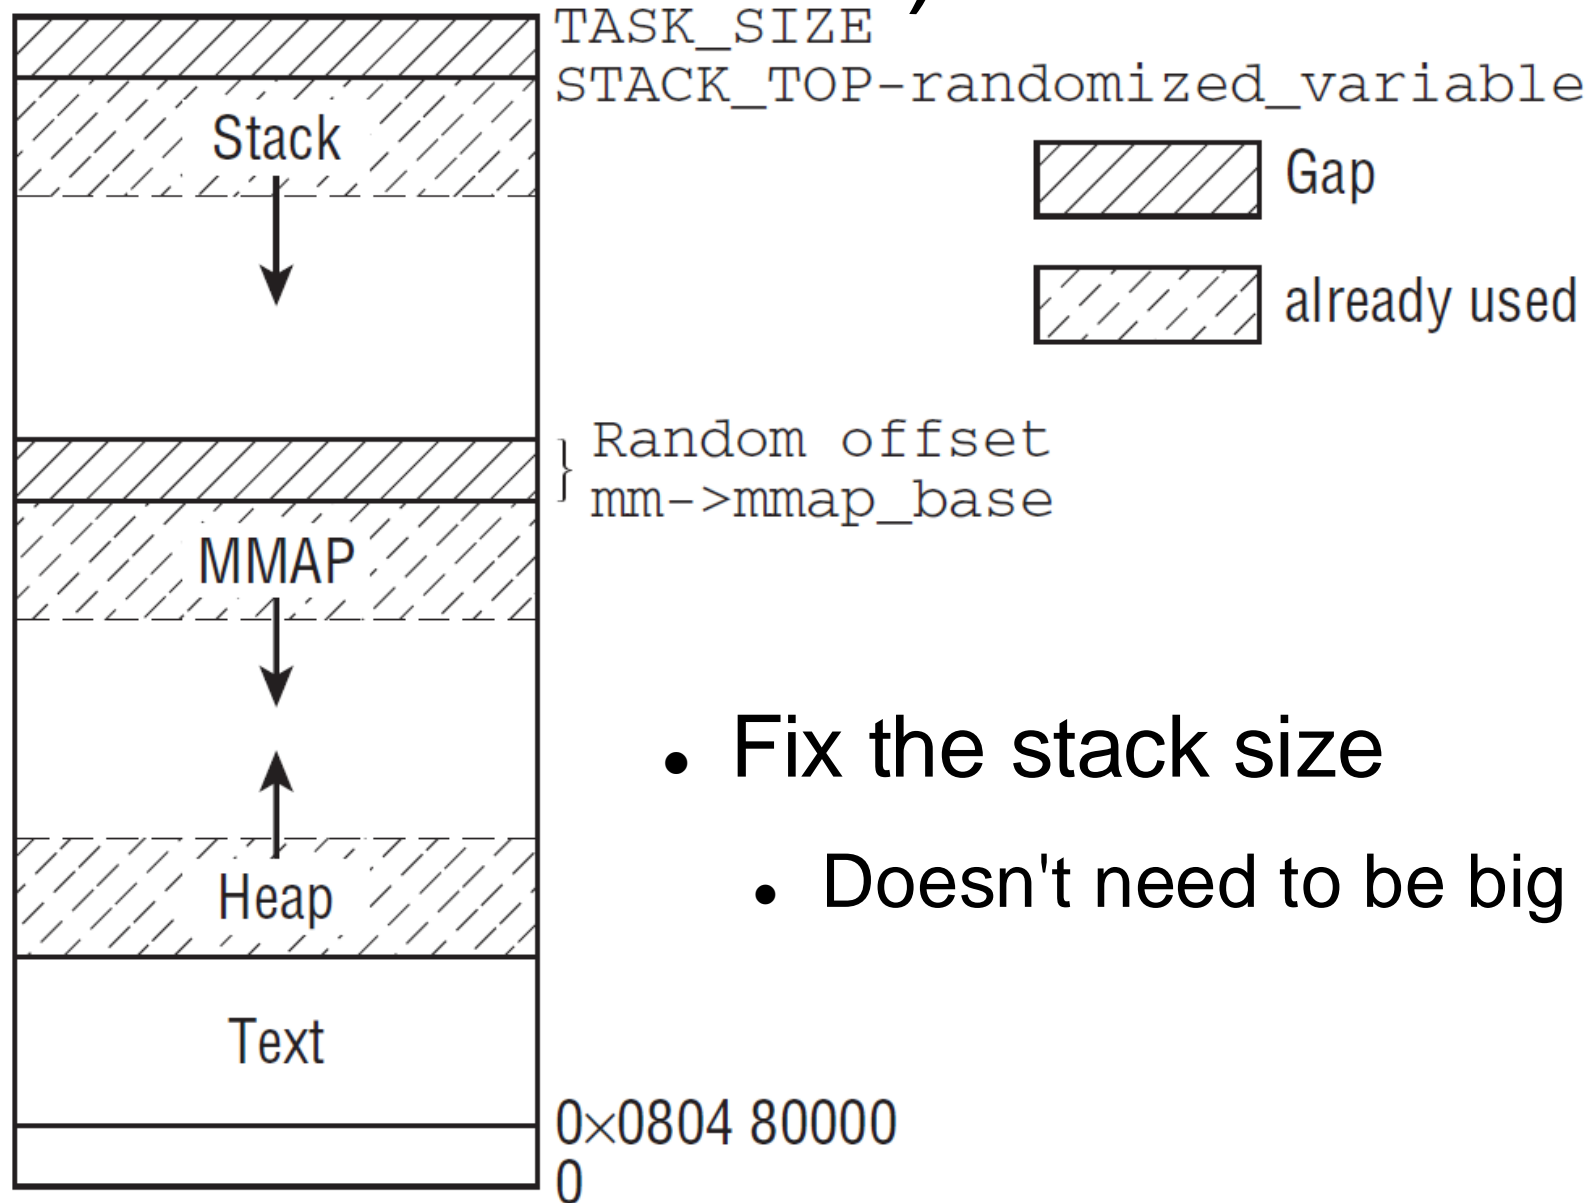 TASK_SIZE
STACK_TOP-randomized_variable
Stack
Gap
already used
Random offset
mm->mmap_base
MMAP
• Fix the stack size
• Doesn't need to be big
Heap
Text
0×0804 80000
0